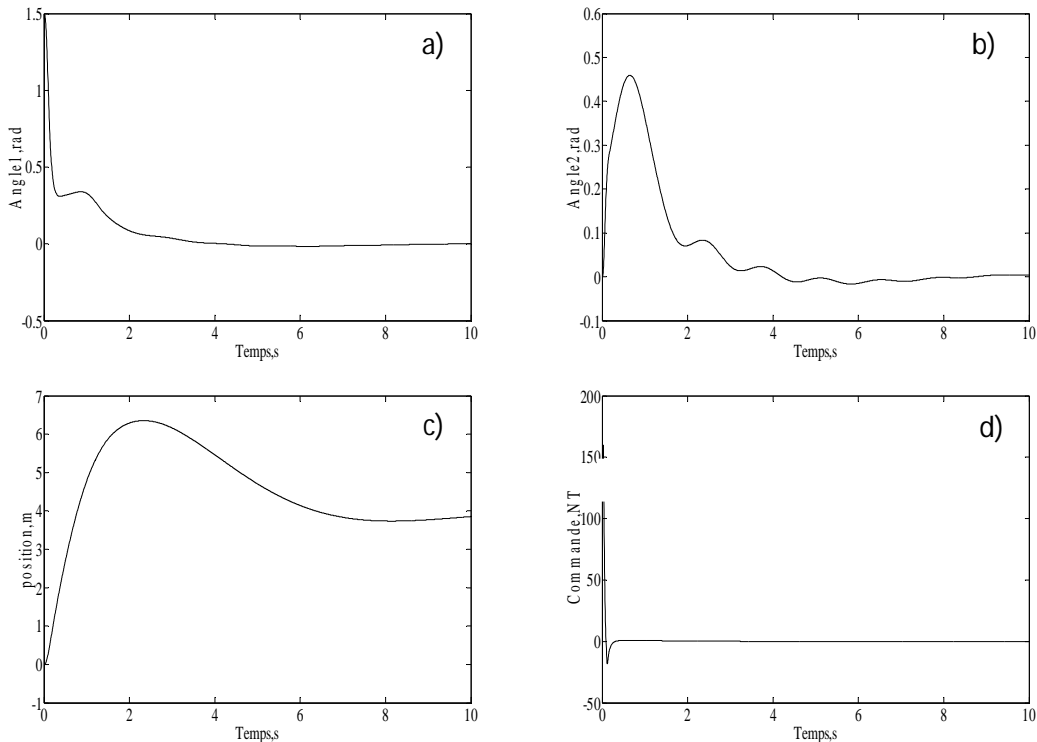 1.5
1
0.5
0
-0.5
Angle1,rad
a)
0 2 4 6 8 10
Temps,s
0.6
0.5
0.4
0.3
0.2
0.1
0
-0.1
Angle2,rad
b)
0 2 4 6 8 10
Temps,s
7
6
5
4
3
2
1
0
-1
position,m
c)
0 2 4 6 8 10
Temps,s
200
150
100
50
0
-50
Commande,NT
d)
0 2 4 6 8 10
Temps,s